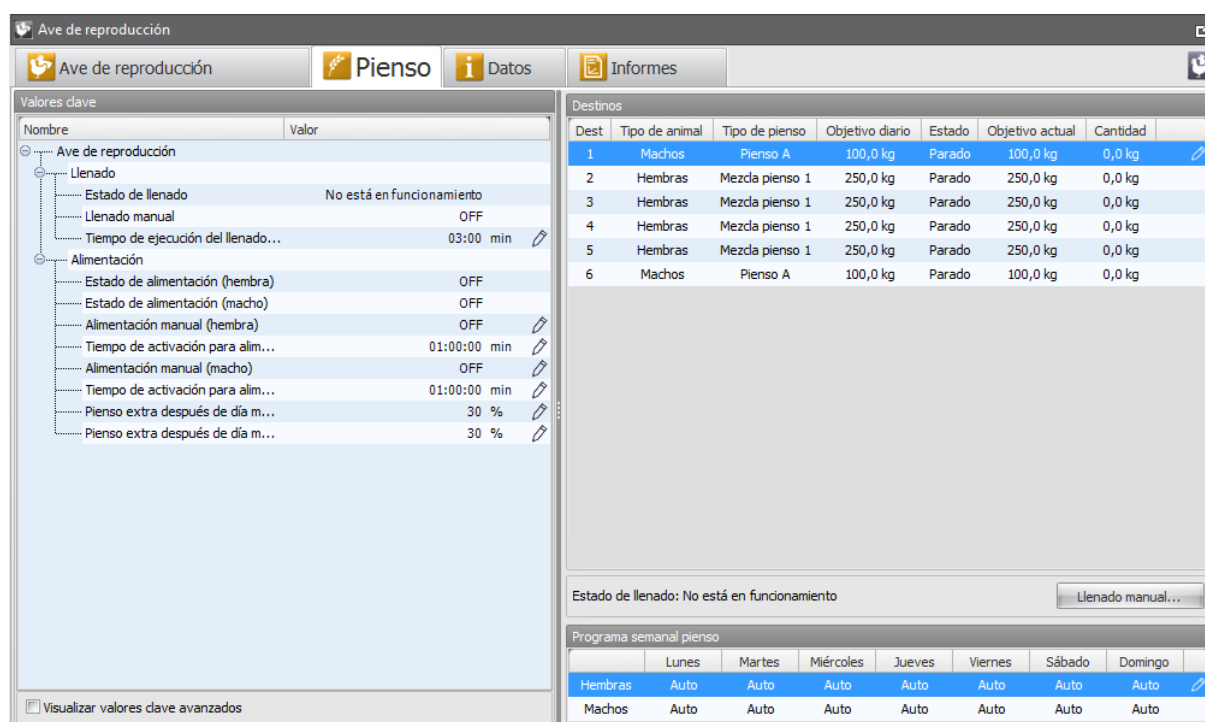 Ave de reproducción
Ave de reproducción Pienso Datos Informes
Valores clave
Nombre Valor
Ave de reproducción
Llenado
Estado de llenado No está en funcionamiento
Llenado manual OFF
Tiempo de ejecución del llenado... 03:00 min
Alimentación
Estado de alimentación (hembra) OFF
Estado de alimentación (macho) OFF
Alimentación manual (hembra) OFF
Tiempo de activación para alim... 01:00:00 min
Alimentación manual (macho) OFF
Tiempo de activación para alim... 01:00:00 min
Pienso extra después de día m... 30 %
Pienso extra después de día m... 30 %
Visualizar valores clave avanzados
Destinos
Dest Tipo de animal Tipo de pienso Objetivo diario Estado Objetivo actual Cantidad
1 Machos Pienso A 100,0 kg Parado 100,0 kg 0,0 kg
2 Hembras Mezcla pienso 1 250,0 kg Parado 250,0 kg 0,0 kg
3 Hembras Mezcla pienso 1 250,0 kg Parado 250,0 kg 0,0 kg
4 Hembras Mezcla pienso 1 250,0 kg Parado 250,0 kg 0,0 kg
5 Hembras Mezcla pienso 1 250,0 kg Parado 250,0 kg 0,0 kg
6 Machos Pienso A 100,0 kg Parado 100,0 kg 0,0 kg
Estado de llenado: No está en funcionamiento Llenado manual...
Programa semanal pienso
Lunes Martes Miércoles Jueves Viernes Sábado Domingo
Hembras Auto Auto Auto Auto Auto Auto Auto
Machos Auto Auto Auto Auto Auto Auto Auto